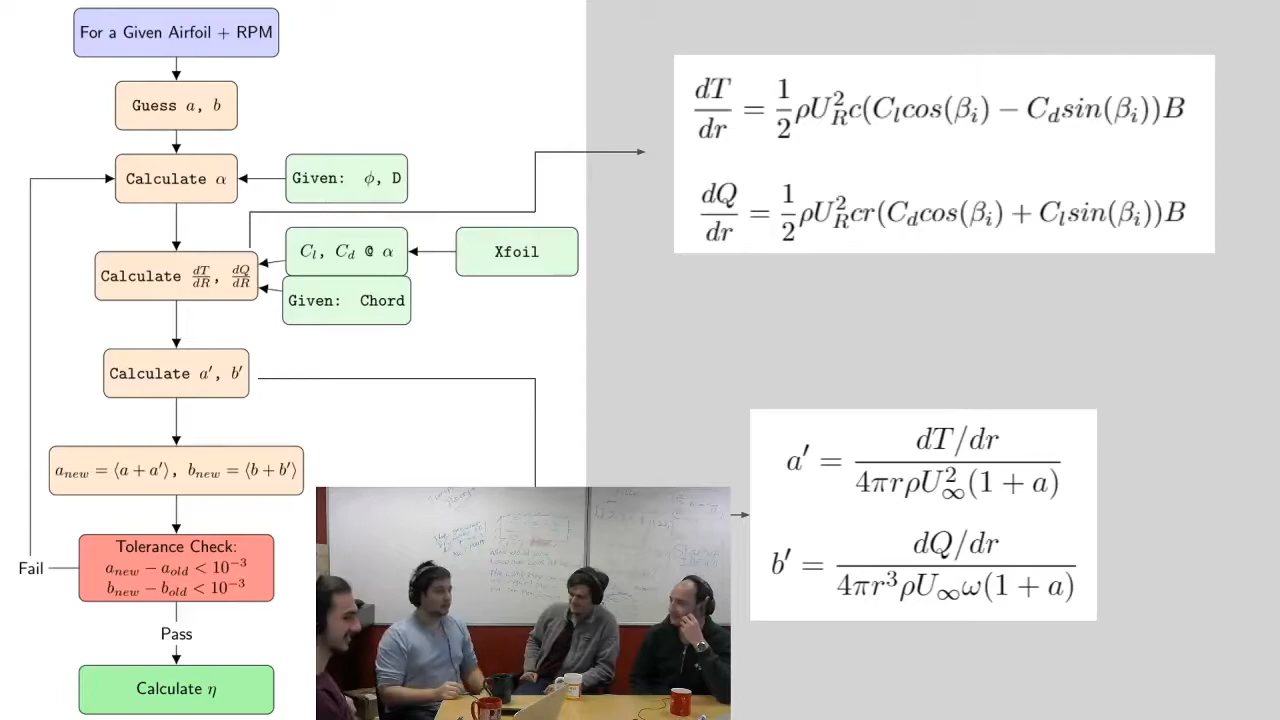 For a Given Airfoil + RPM
Guess a, b
Calculate α
Given: ϕ, D
C_l, C_d @ α
Xfoil
Calculate dT/dR, dQ/dR
Given: Chord
Calculate a′, b′
a_new = ⟨a + a′⟩, b_new = ⟨b + b′⟩
Tolerance Check:
a_new − a_old < 10^−3
b_new − b_old < 10^−3
Fail
Pass
Calculate η
dT/dr = 1/2 ρU_R^2 c(C_l cos(β_i) − C_d sin(β_i))B
dQ/dr = 1/2 ρU_R^2 cr(C_d cos(β_i) + C_l sin(β_i))B
a′ = dT/dr / 4πrρU_∞^2(1 + a)
b′ = dQ/dr / 4πr^3ρU_∞ω(1 + a)
Startup